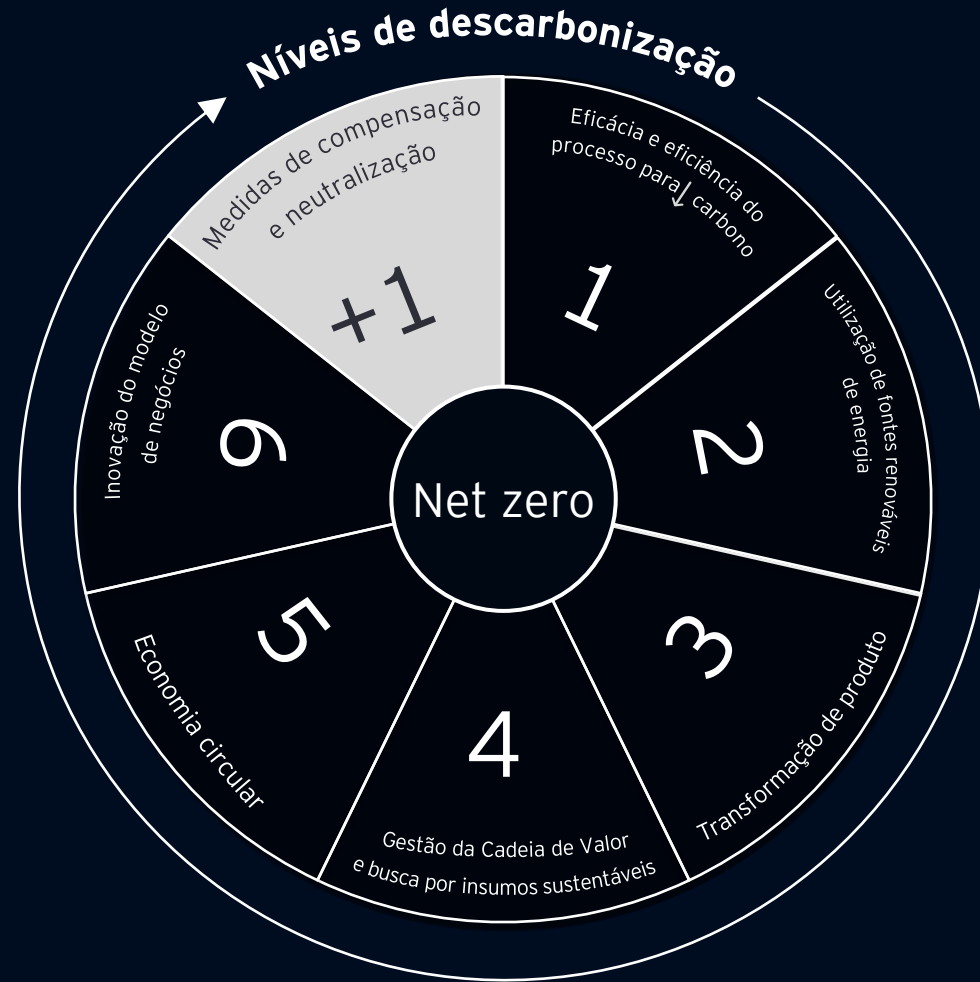 Níveis de descarbonização
Eficácia e eficiência do
processo para↓ carbono
1
Utilização de fontes renováveis
de energia
2
3
Transformação de produto
4
Gestão da Cadeia de Valor
e busca por insumos sustentáveis
5
Economia circular
Inovação do modelo
de negócios
6
Medidas de compensação
e neutralização
+1
Net zero